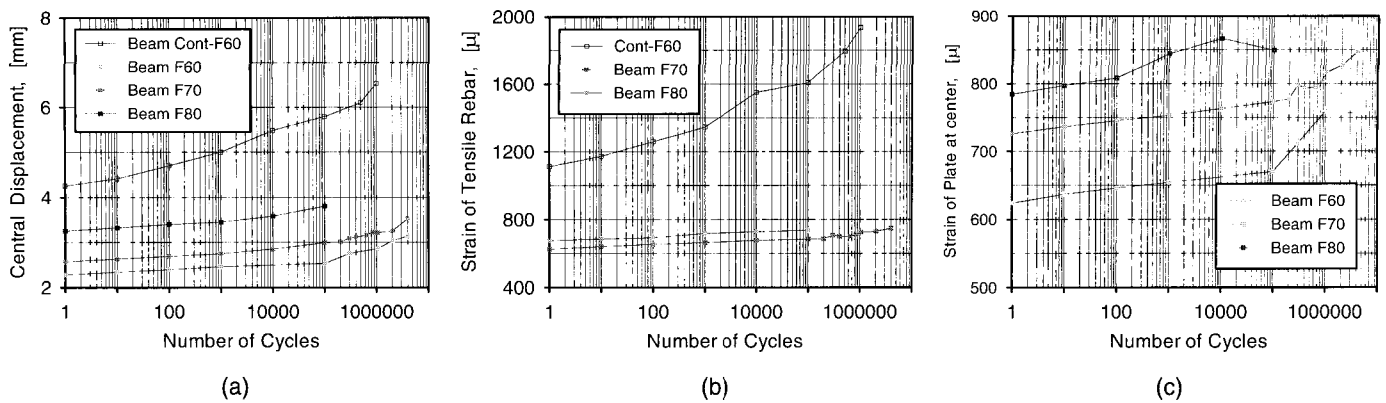 Central Displacement, [mm]
8
6
4
2
Beam Cont-F60
Beam F60
Beam F70
Beam F80
1 100 10000 1000000
Number of Cycles
(a)
Strain of Tensile Rebar, [μ]
2000
1600
1200
800
400
Cont-F60
Beam F70
Beam F80
1 100 10000 1000000
Number of Cycles
(b)
Strain of Plate at center, [μ]
900
800
700
600
500
Beam F60
Beam F70
Beam F80
1 100 10000 1000000
Number of Cycles
(c)